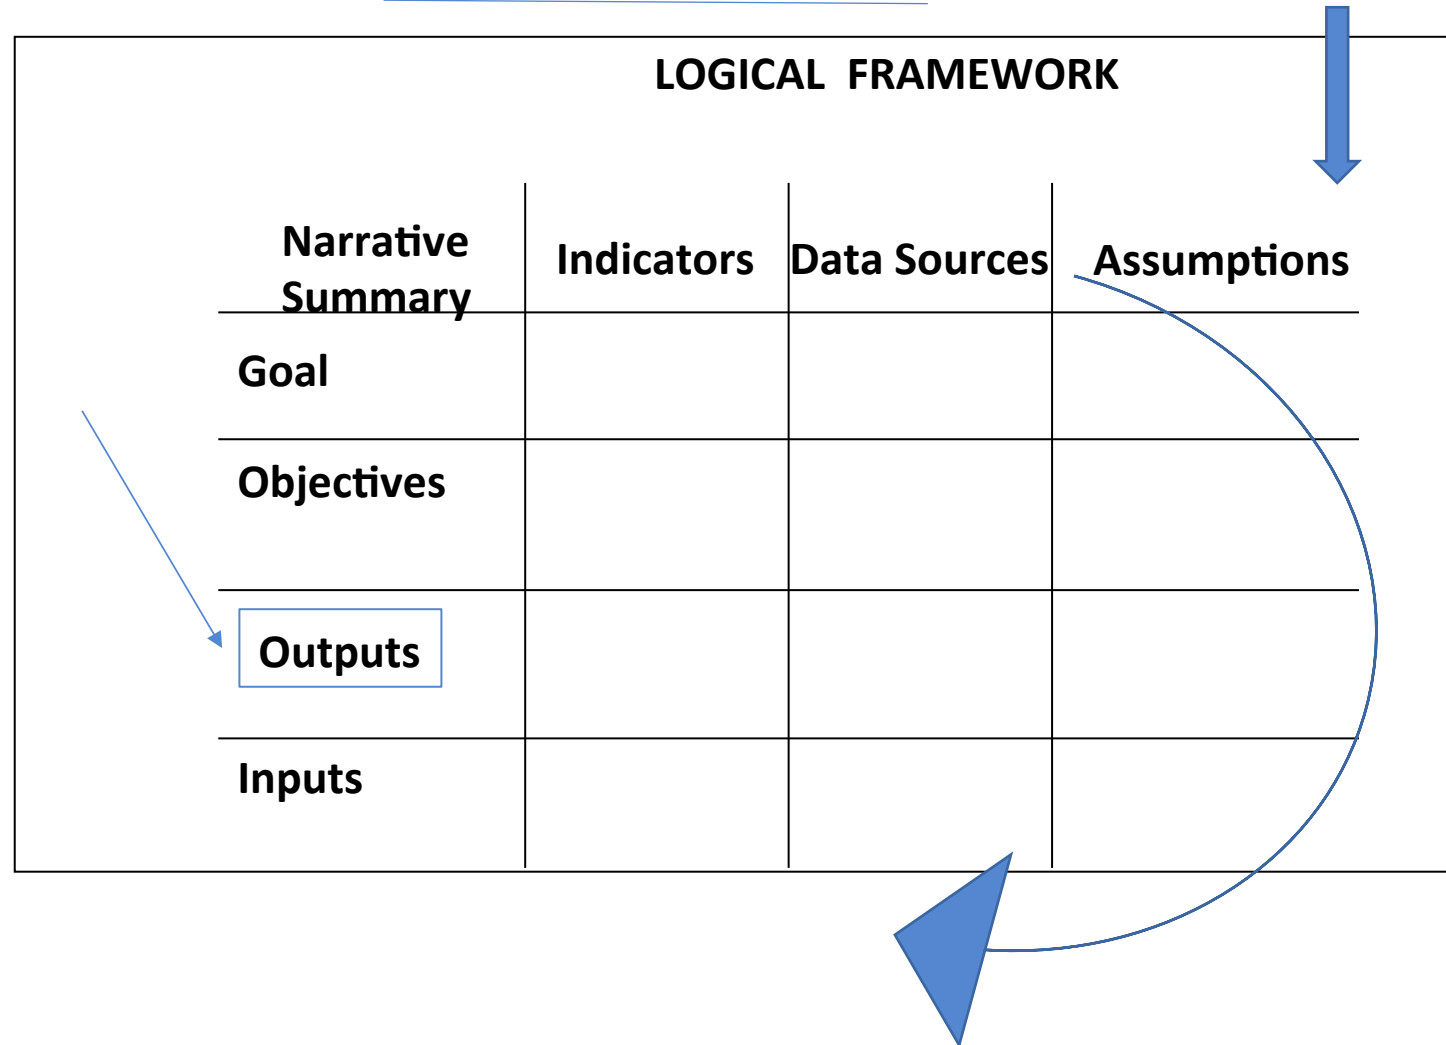 LOGICAL FRAMEWORK
Narrative
Summary
Indicators
Data Sources
Assumptions
Goal
Objectives
Outputs
Inputs